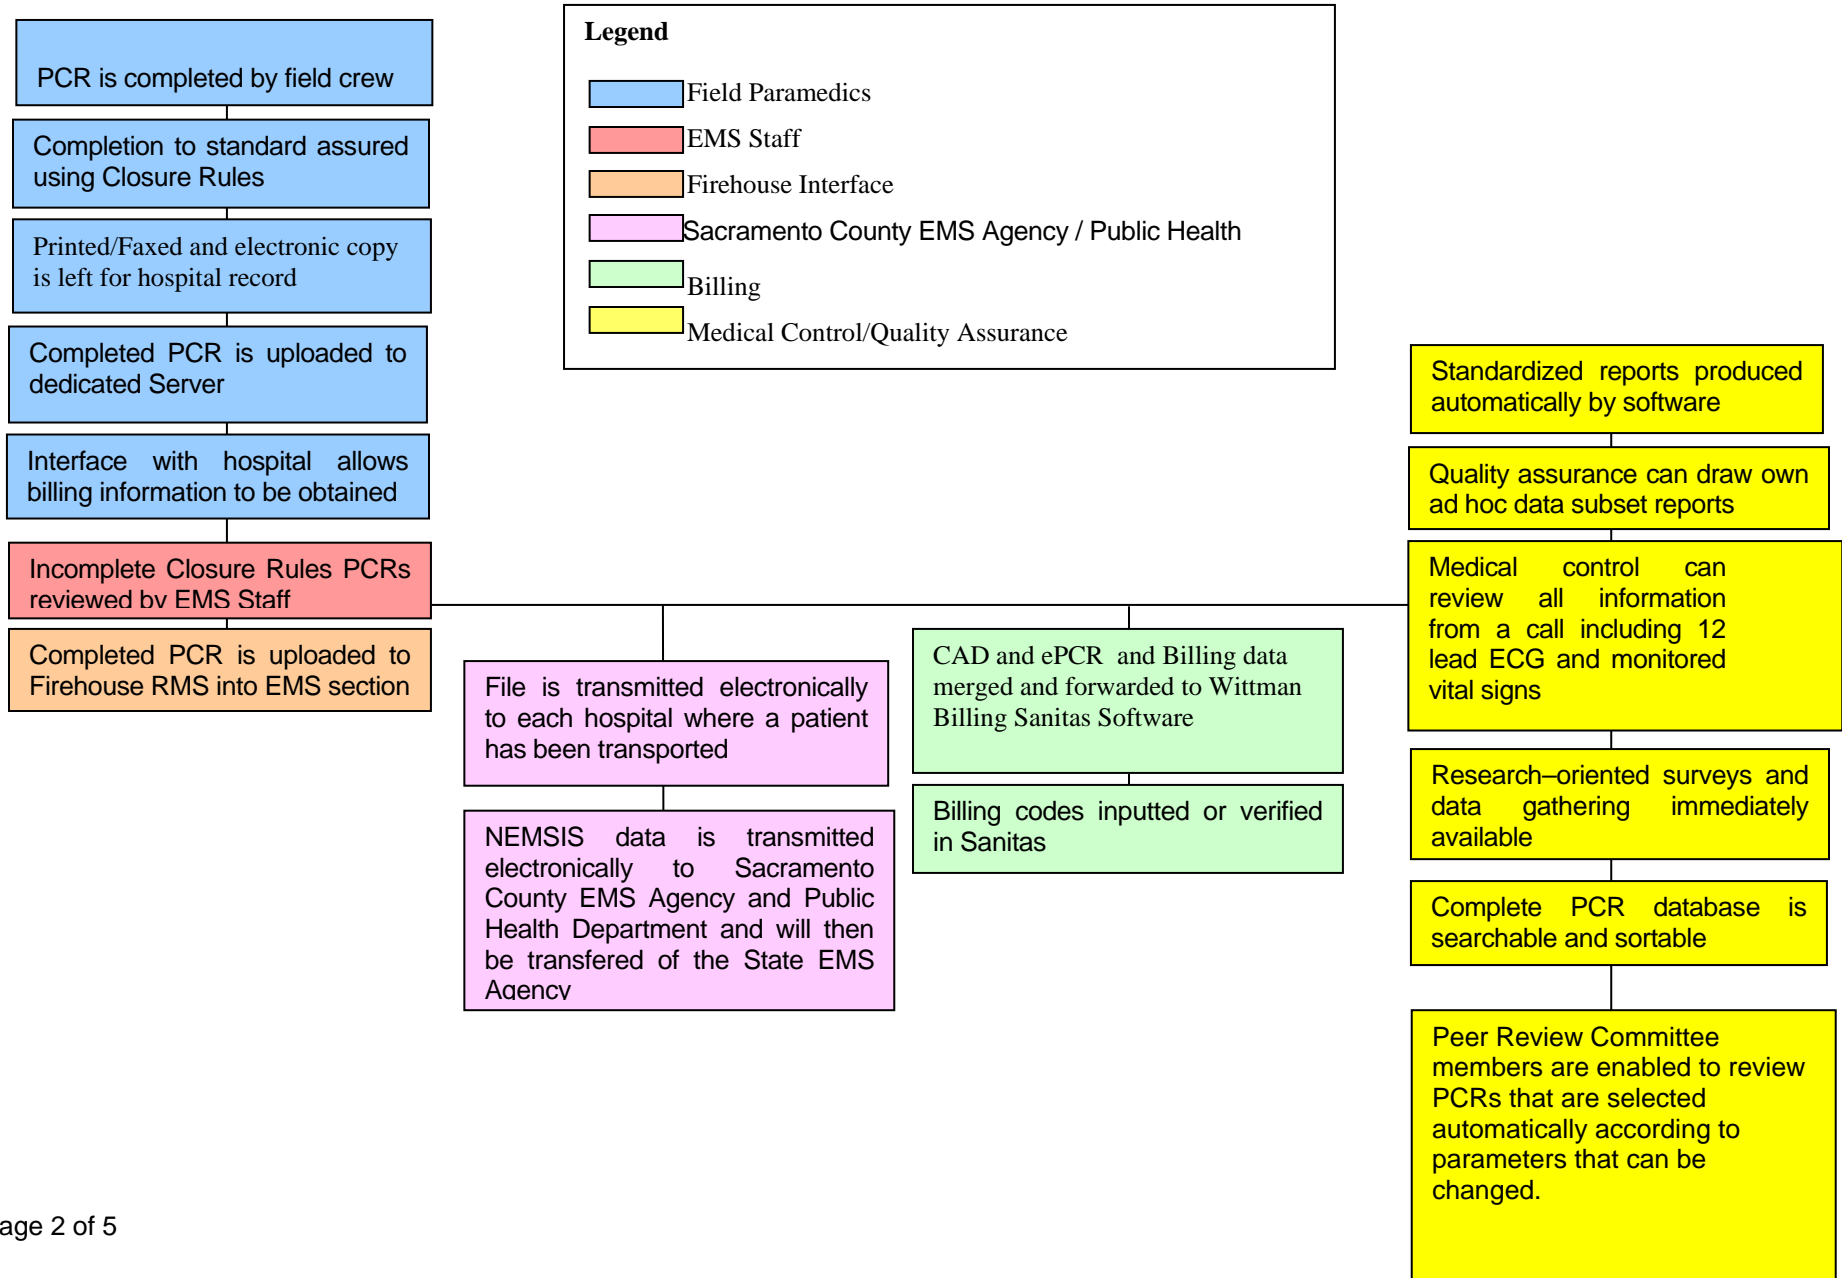 PCR is completed by field crew
Completion to standard assured
using Closure Rules
Printed/Faxed and electronic copy
is left for hospital record
Completed PCR is uploaded to
dedicated Server
Interface with hospital allows
billing information to be obtained
Incomplete Closure Rules PCRs
reviewed by EMS Staff
Completed PCR is uploaded to
Firehouse RMS into EMS section
Legend
Field Paramedics
EMS Staff
Firehouse Interface
Sacramento County EMS Agency / Public Health
Billing
Medical Control/Quality Assurance
File is transmitted electronically
to each hospital where a patient
has been transported
NEMSIS data is transmitted
electronically to Sacramento
County EMS Agency and Public
Health Department and will then
be transfered of the State EMS
Agency
CAD and ePCR and Billing data
merged and forwarded to Wittman
Billing Sanitas Software
Billing codes inputted or verified
in Sanitas
Standardized reports produced
automatically by software
Quality assurance can draw own
ad hoc data subset reports
Medical control can
review all information
from a call including 12
lead ECG and monitored
vital signs
Research–oriented surveys and
data gathering immediately
available
Complete PCR database is
searchable and sortable
Peer Review Committee
members are enabled to review
PCRs that are selected
automatically according to
parameters that can be
changed.
age 2 of 5